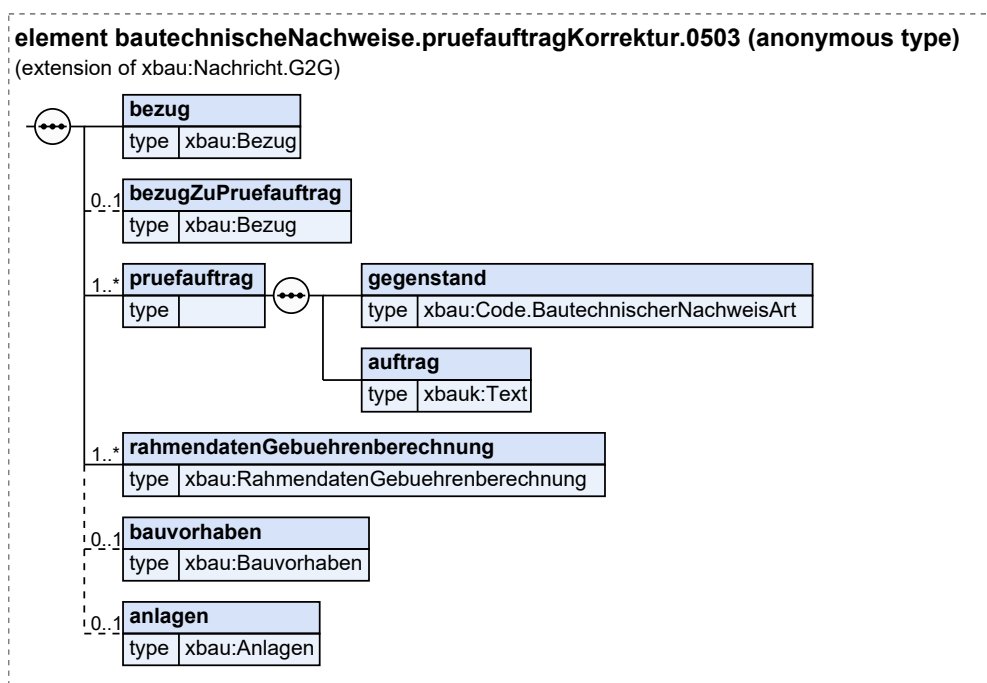 element bautechnischeNachweise.pruefauftragKorrektur.0503 (anonymous type)
(extension of xbau:Nachricht.G2G)
bezug
type xbau:Bezug
0..1 bezugZuPruefauftrag
type xbau:Bezug
1..* pruefauftrag
type
gegenstand
type xbau:Code.BautechnischerNachweisArt
auftrag
type xbauk:Text
1..* rahmendatenGebuehrenberechnung
type xbau:RahmendatenGebuehrenberechnung
0..1 bauvorhaben
type xbau:Bauvorhaben
0..1 anlagen
type xbau:Anlagen